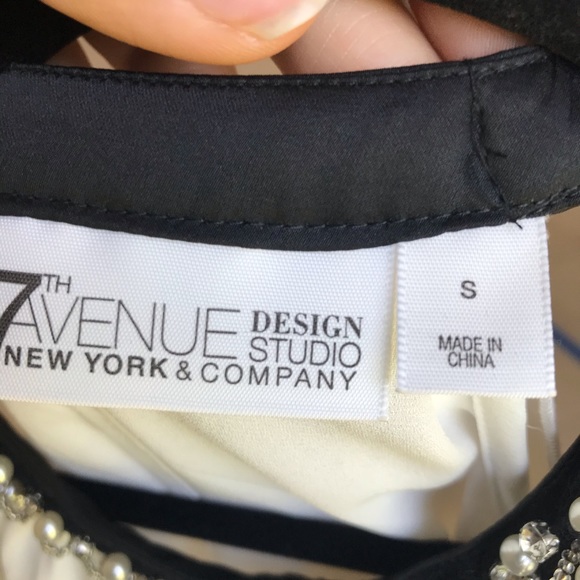 7TH
AVENUE DESIGN
STUDIO
NEW YORK & COMPANY
S
MADE IN
CHINA